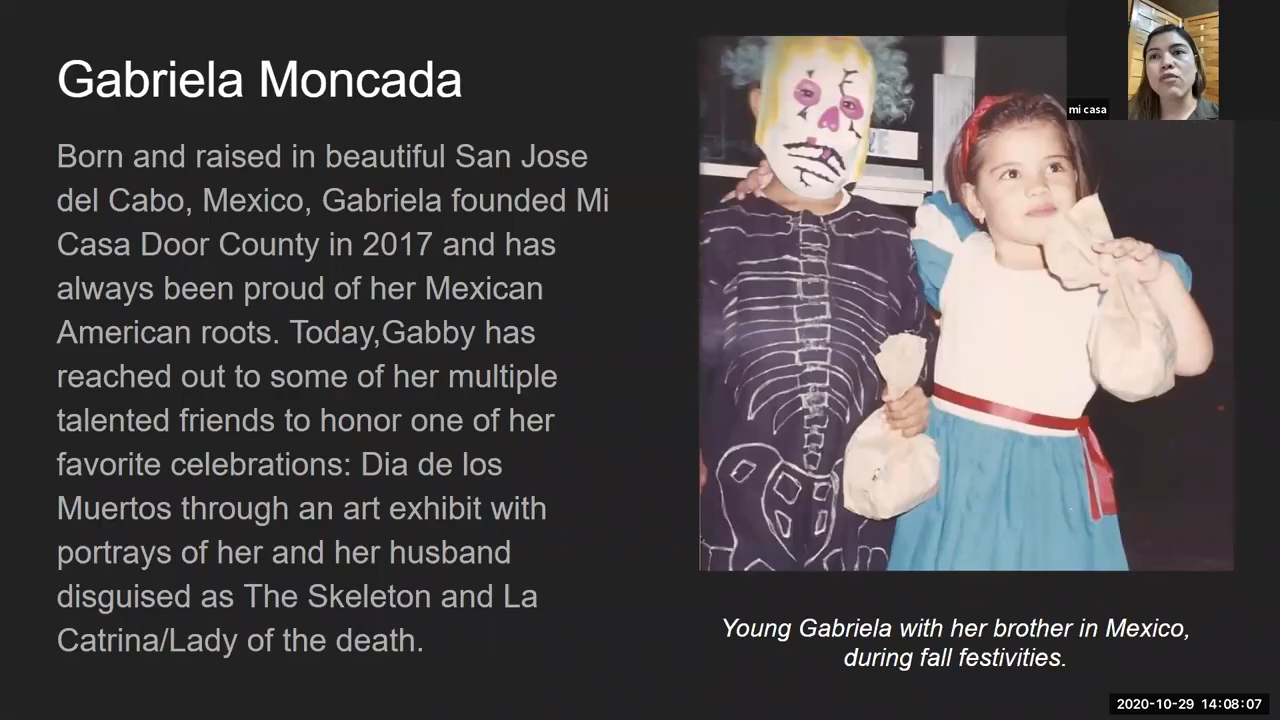 Gabriela Moncada
Born and raised in beautiful San Jose
del Cabo, Mexico, Gabriela founded Mi
Casa Door County in 2017 and has
always been proud of her Mexican
American roots. Today,Gabby has
reached out to some of her multiple
talented friends to honor one of her
favorite celebrations: Dia de los
Muertos through an art exhibit with
portrays of her and her husband
disguised as The Skeleton and La
Catrina/Lady of the death.
mi casa
Young Gabriela with her brother in Mexico,
during fall festivities.
2020-10-29 14:08:07